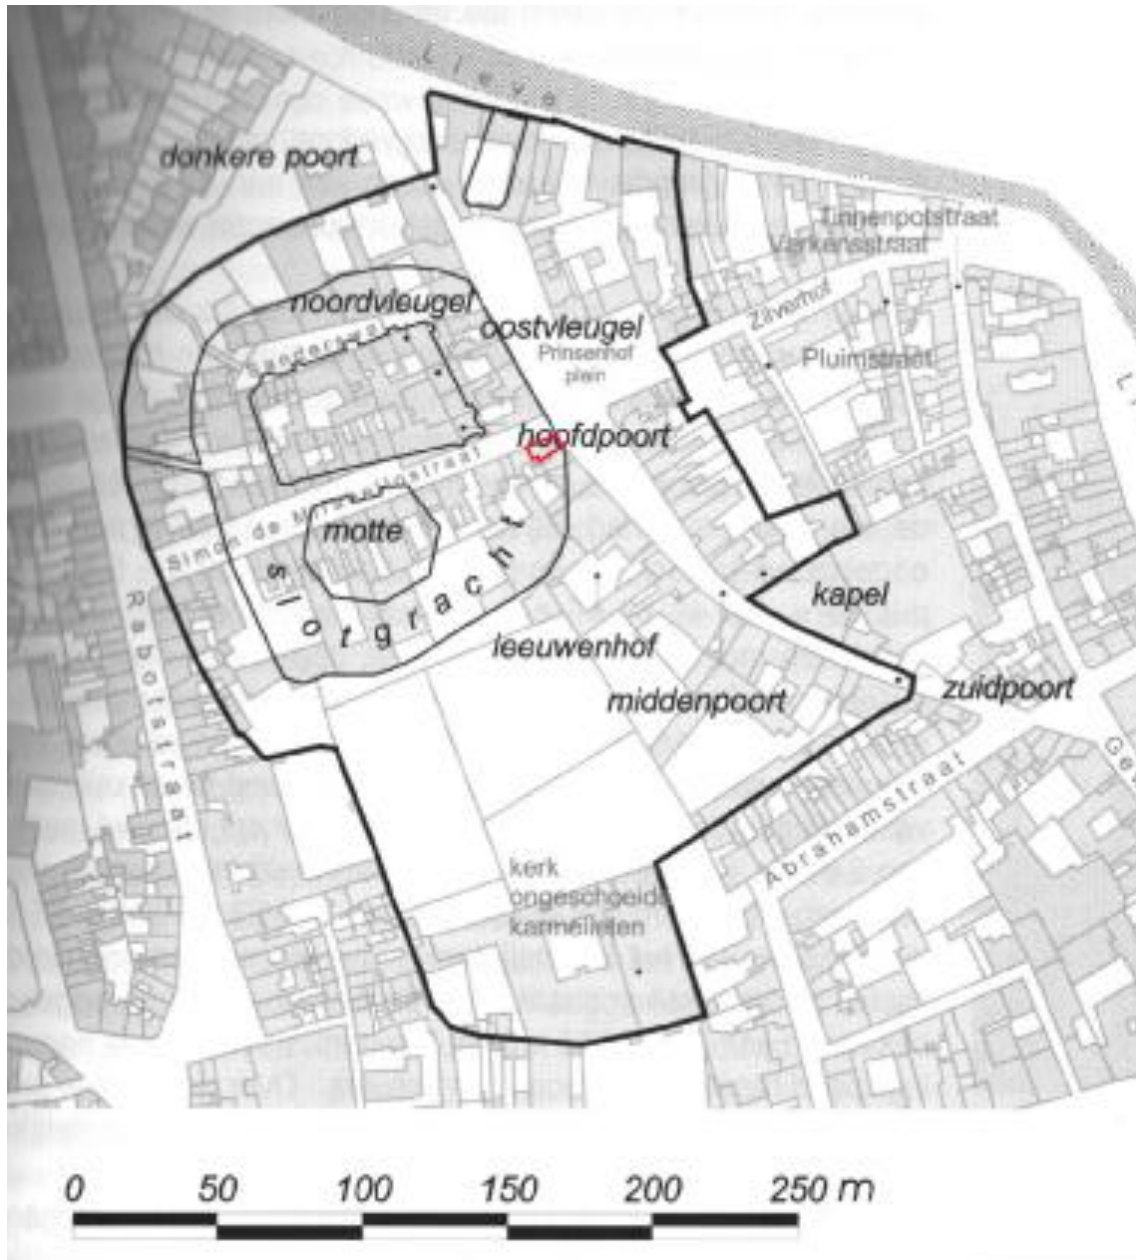 Lieve
donkere poort
Tinnenpotstraat
Varkensstraat
noordvleugel
Zilverhof
oostvleugel
Sanderswal
Prinsenhof
plein
Pluimstraat
hoofdpoort
Simon de Mirabellostraat
motte
slotgracht
kapel
leeuwenhof
Rabotstraat
middenpoort
zuidpoort
Abrahamstraat
kerk
ongeschoeide
karmelieten
0 50 100 150 200 250 m